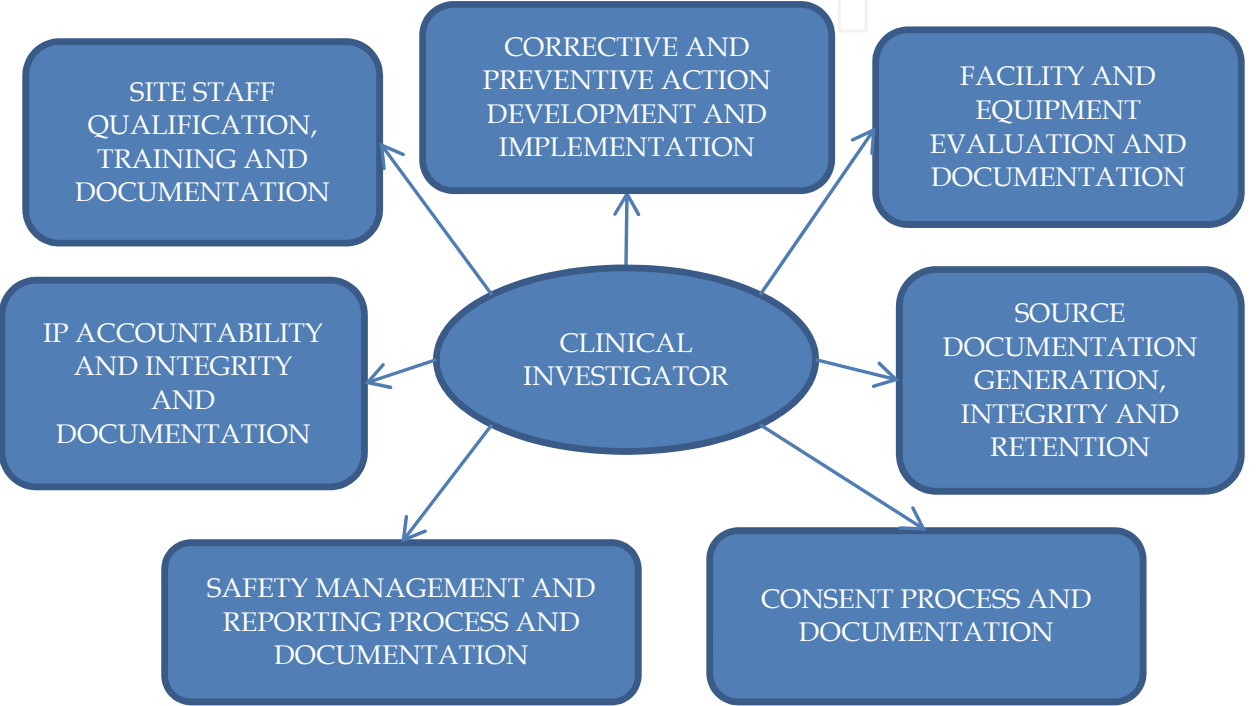 SITE STAFF
QUALIFICATION,
TRAINING AND
DOCUMENTATION
CORRECTIVE AND
PREVENTIVE ACTION
DEVELOPMENT AND
IMPLEMENTATION
FACILITY AND
EQUIPMENT
EVALUATION AND
DOCUMENTATION
IP ACCOUNTABILITY
AND INTEGRITY
AND
DOCUMENTATION
CLINICAL
INVESTIGATOR
SOURCE
DOCUMENTATION
GENERATION,
INTEGRITY AND
RETENTION
SAFETY MANAGEMENT AND
REPORTING PROCESS AND
DOCUMENTATION
CONSENT PROCESS AND
DOCUMENTATION